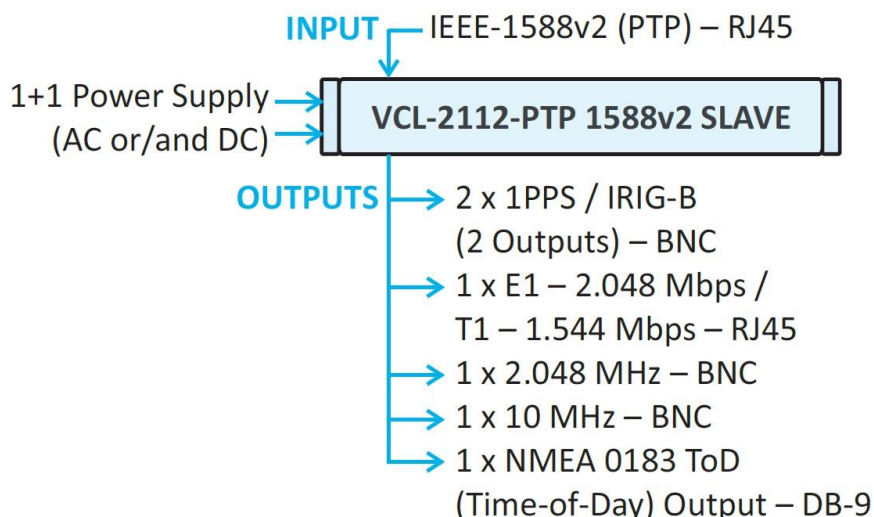 INPUT
IEEE-1588v2 (PTP) – RJ45
1+1 Power Supply
(AC or/and DC)
VCL-2112-PTP 1588v2 SLAVE
OUTPUTS
2 x 1PPS / IRIG-B
(2 Outputs) – BNC
1 x E1 – 2.048 Mbps /
T1 – 1.544 Mbps – RJ45
1 x 2.048 MHz – BNC
1 x 10 MHz – BNC
1 x NMEA 0183 ToD
(Time-of-Day) Output – DB-9